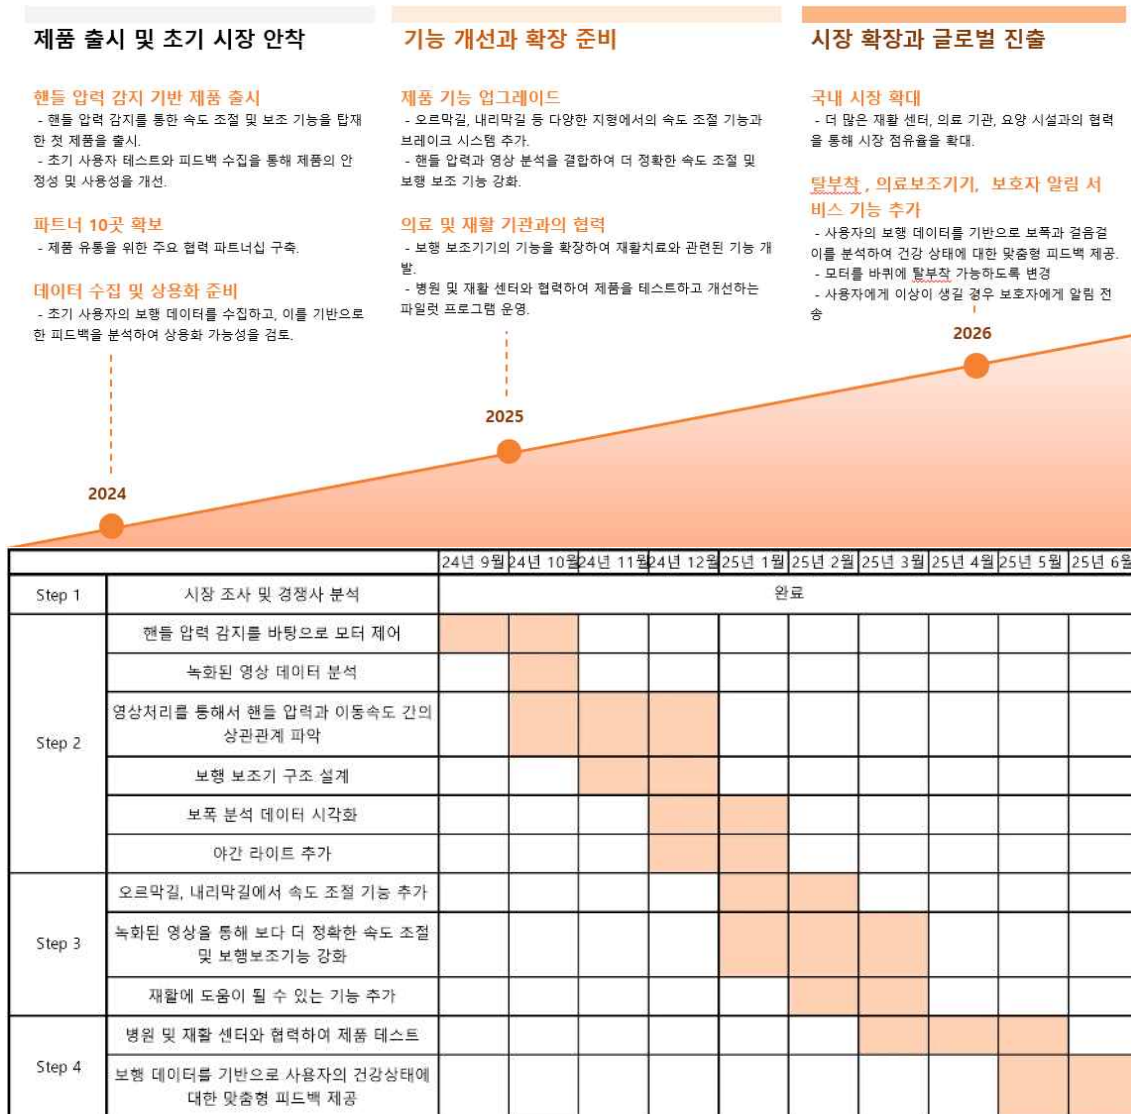 제품 출시 및 초기 시장 안착
핸들 압력 감지 기반 제품 출시
- 핸들 압력 감지를 통한 속도 조절 및 보조 기능을 탑재
한 첫 제품을 출시.
- 초기 사용자 테스트와 피드백 수집을 통해 제품의 안
정성 및 사용성을 개선.
파트너 10곳 확보
- 제품 유통을 위한 주요 협력 파트너십 구축.
데이터 수집 및 상용화 준비
- 초기 사용자의 보행 데이터를 수집하고, 이를 기반으로
한 피드백을 분석하여 상용화 가능성을 검토.
2024
기능 개선과 확장 준비
제품 기능 업그레이드
- 오르막길, 내리막길 등 다양한 지형에서의 속도 조절 기능과
브레이크 시스템 추가.
- 핸들 압력과 영상 분석을 결합하여 더 정확한 속도 조절 및
보행 보조 기능 강화.
의료 및 재활 기관과의 협력
- 보행 보조기기의 기능을 확장하여 재활치료와 관련된 기능 개
발.
- 병원 및 재활 센터와 협력하여 제품을 테스트하고 개선하는
파일럿 프로그램 운영.
2025
시장 확장과 글로벌 진출
국내 시장 확대
- 더 많은 재활 센터, 의료 기관, 요양 시설과의 협력
을 통해 시장 점유율을 확대.
탈부착 , 의료보조기기, 보호자 알림 서
비스 기능 추가
- 사용자의 보행 데이터를 기반으로 보폭과 걸음걸
이를 분석하여 건강 상태에 대한 맞춤형 피드백 제공.
- 모터를 바퀴에 탈부착 가능하도록 변경
- 사용자에게 이상이 생길 경우 보호자에게 알림 전
송
2026
24년 9월 24년 10월 24년 11월 24년 12월 25년 1월 25년 2월 25년 3월 25년 4월 25년 5월 25년 6월
Step 1 시장 조사 및 경쟁사 분석 완료
Step 2
핸들 압력 감지를 바탕으로 모터 제어
녹화된 영상 데이터 분석
영상처리를 통해서 핸들 압력과 이동속도 간의
상관관계 파악
보행 보조기 구조 설계
보폭 분석 데이터 시각화
야간 라이트 추가
Step 3
오르막길, 내리막길에서 속도 조절 기능 추가
녹화된 영상을 통해 보다 더 정확한 속도 조절
및 보행보조기능 강화
재활에 도움이 될 수 있는 기능 추가
Step 4
병원 및 재활 센터와 협력하여 제품 테스트
보행 데이터를 기반으로 사용자의 건강상태에
대한 맞춤형 피드백 제공